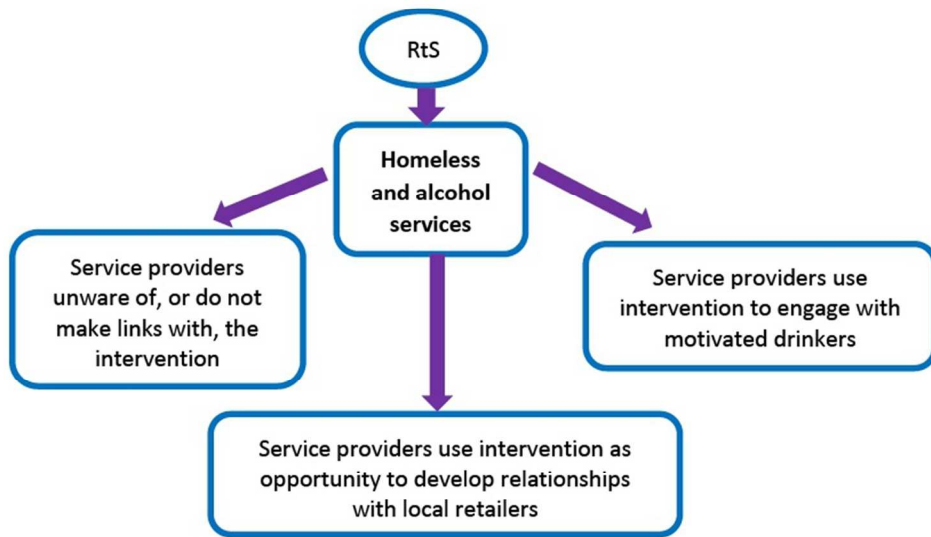 RtS
Homeless
and alcohol
services
Service providers
unware of, or do not
make links with, the
intervention
Service providers use
intervention to engage with
motivated drinkers
Service providers use intervention as
opportunity to develop relationships
with local retailers